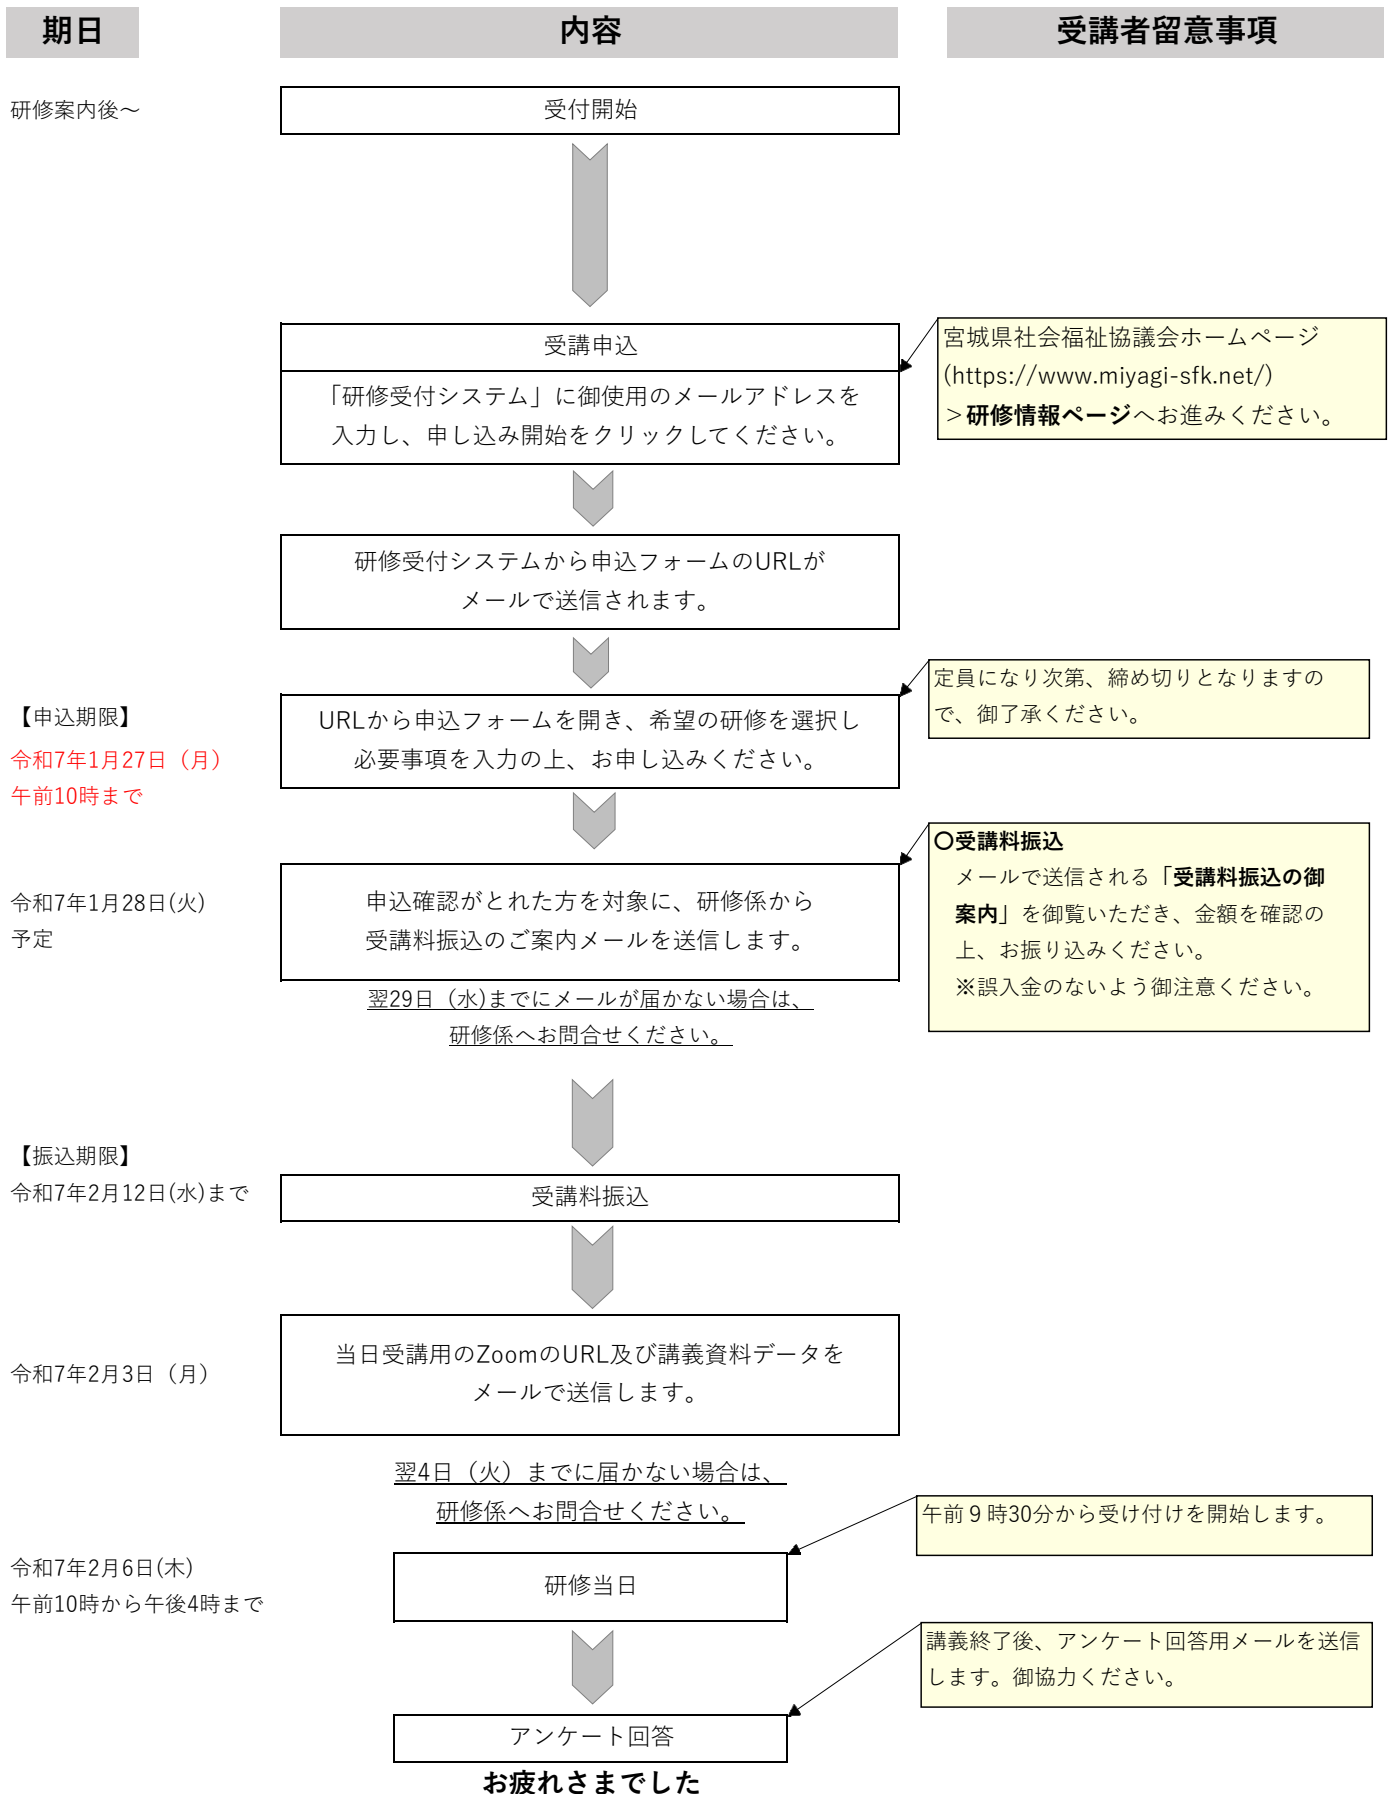 期日
内容
受講者留意事項
研修案内後～
受付開始
受講申込
「研修受付システム」に御使用のメールアドレスを
入力し、申し込み開始をクリックしてください。
宮城県社会福祉協議会ホームページ
(https://www.miyagi-sfk.net/)
＞研修情報ページへお進みください。
研修受付システムから申込フォームのURLが
メールで送信されます。
【申込期限】
令和7年1月27日（月）
午前10時まで
URLから申込フォームを開き、希望の研修を選択し
必要事項を入力の上、お申し込みください。
定員になり次第、締め切りとなりますの
で、御了承ください。
令和7年1月28日(火)
予定
申込確認がとれた方を対象に、研修係から
受講料振込のご案内メールを送信します。
翌29日（水)までにメールが届かない場合は、
研修係へお問合せください。
〇受講料振込
メールで送信される「受講料振込の御
案内」を御覧いただき、金額を確認の
上、お振り込みください。
※誤入金のないよう御注意ください。
【振込期限】
令和7年2月12日(水)まで
受講料振込
令和7年2月3日（月）
当日受講用のZoomのURL及び講義資料データを
メールで送信します。
翌4日（火）までに届かない場合は、
研修係へお問合せください。
午前９時30分から受け付けを開始します。
令和7年2月6日(木)
午前10時から午後4時まで
研修当日
講義終了後、アンケート回答用メールを送信
します。御協力ください。
アンケート回答
お疲れさまでした